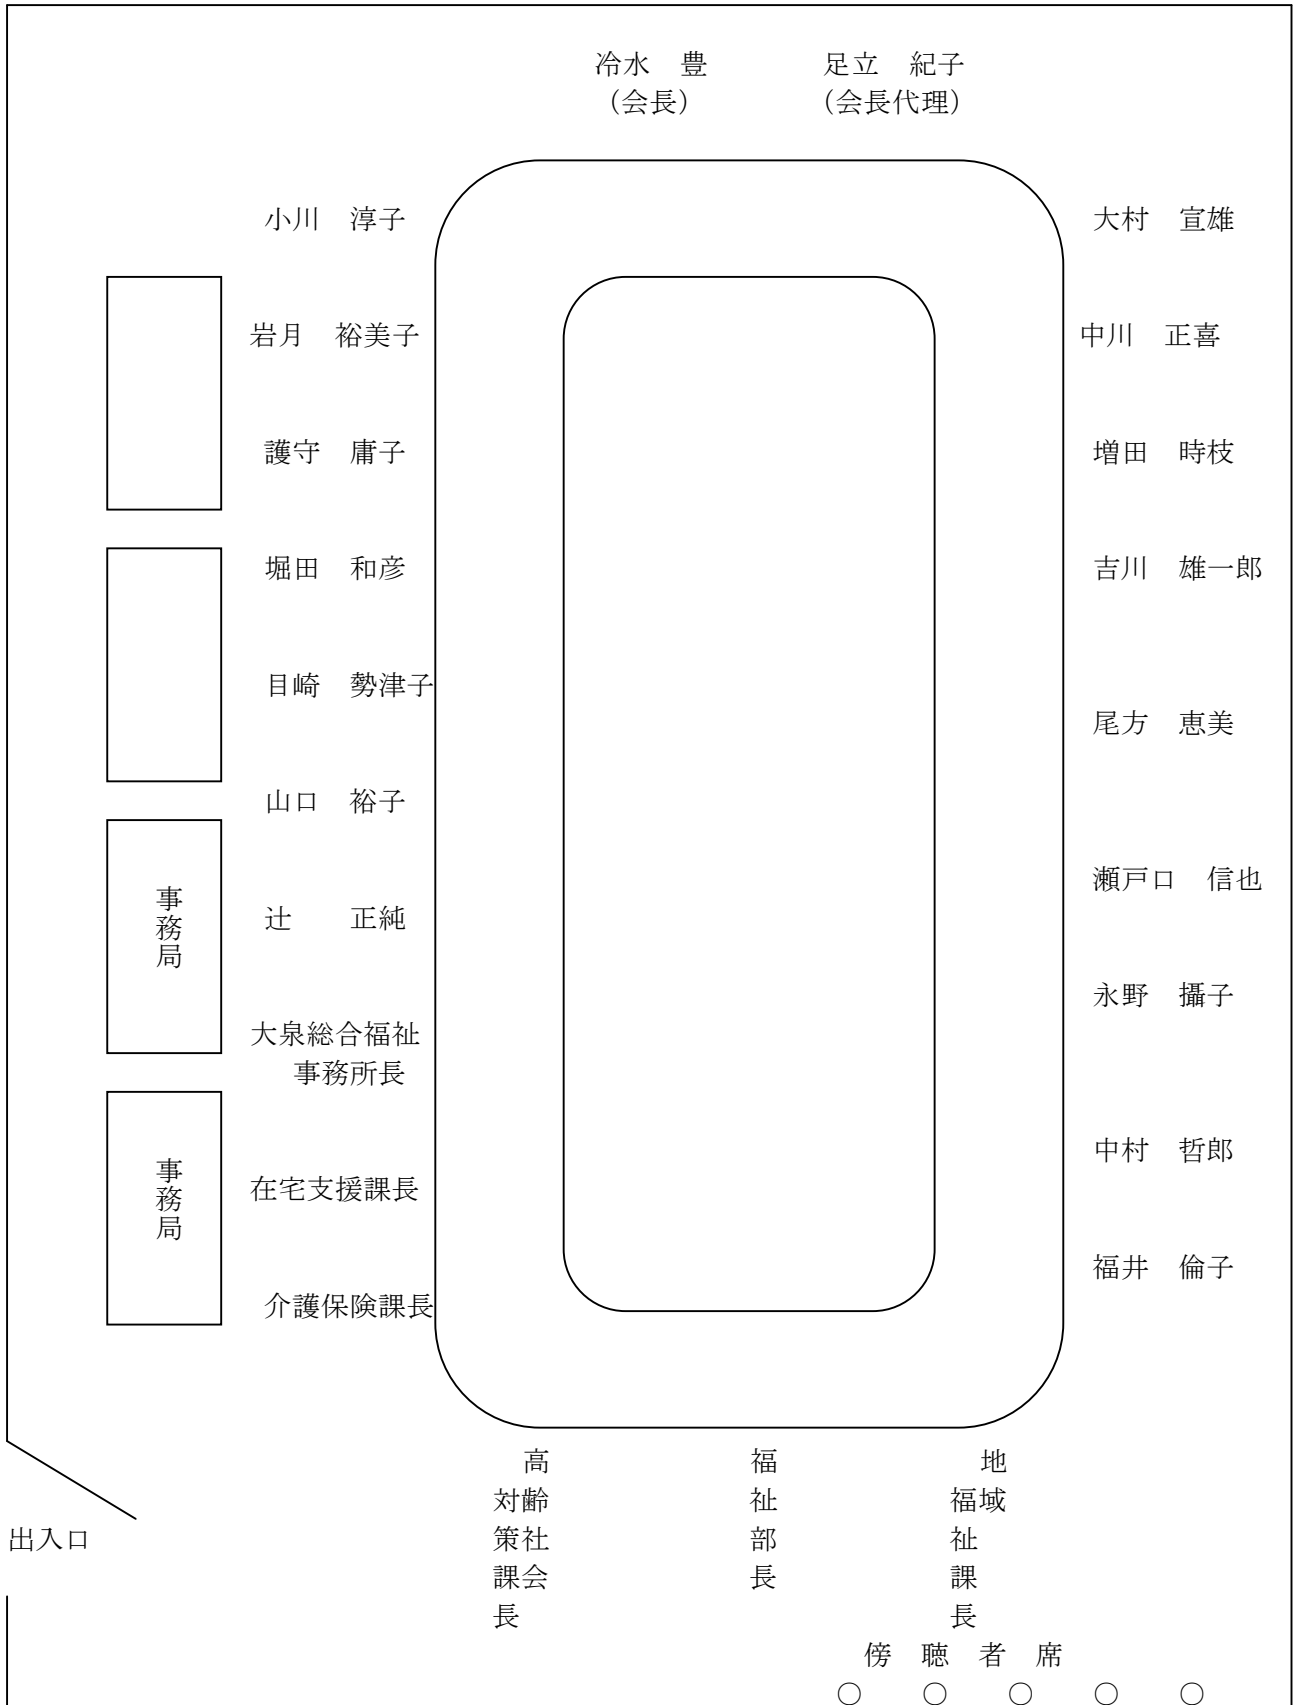 冷水　豊　　足立　紀子
（会長）　　（会長代理）
小川　淳子　　大村　宣雄
岩月　裕美子　　中川　正喜
護守　庸子　　増田　時枝
堀田　和彦　　吉川　雄一郎
目崎　勢津子
尾方　恵美
山口　裕子
瀬戸口　信也
事務局
辻　　正純
永野　攝子
大泉総合福祉
事務所長
中村　哲郎
事務局
在宅支援課長
福井　倫子
介護保険課長
高齢社会
対策課長
福祉部長
地域
福祉課長
出入口
傍　聴　者　席
○　○　○　○　○